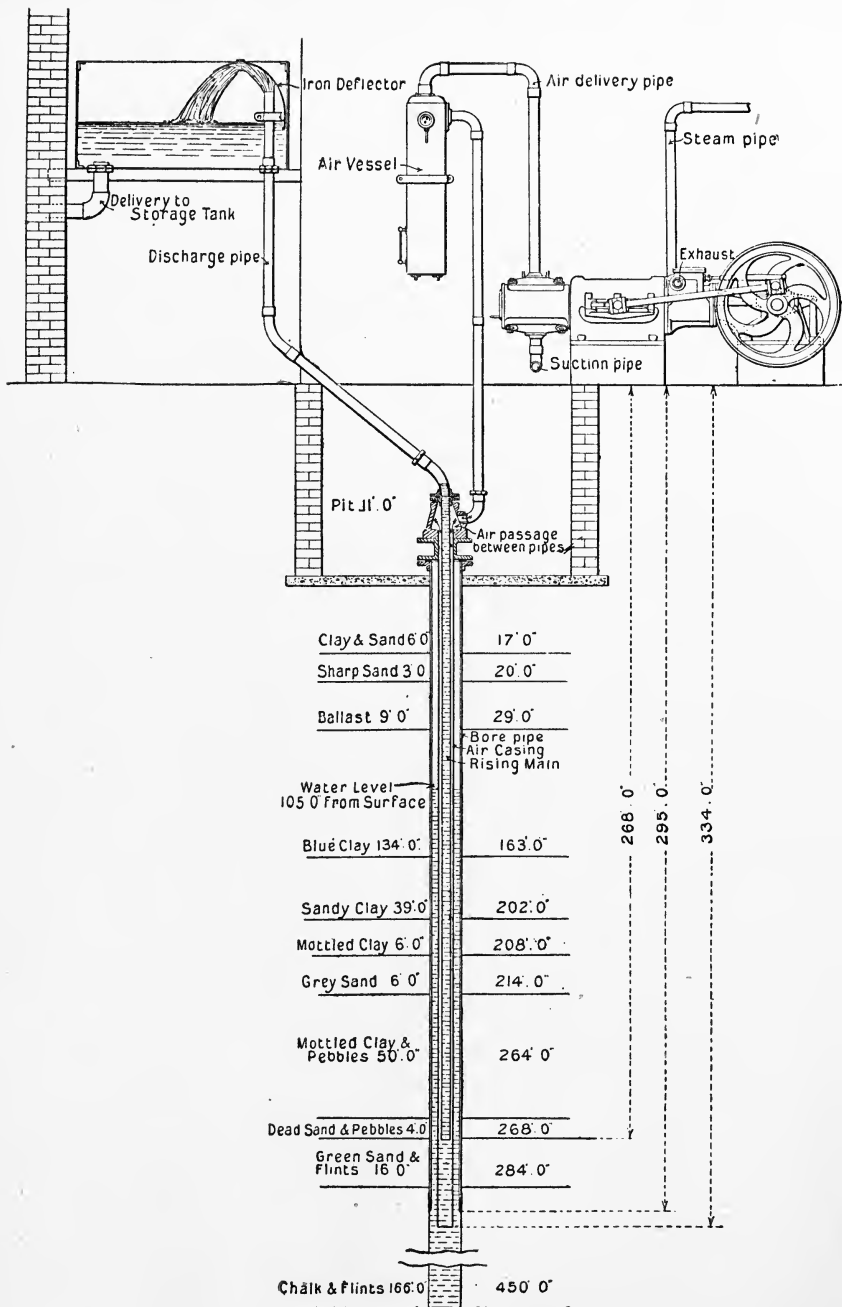 Iron Deflector
Air delivery pipe
Steam pipe
Air Vessel
Delivery to
Storage Tank
Discharge pipe
Exhaust
Suction pipe
Pit 11'. 0"
Air passage
between pipes
Clay & Sand 6'0" 17'. 0"
Sharp Sand 3'0 20'. 0"
Ballast 9'. 0" 29'. 0"
Bore pipe
Air Casing
Rising Main
Water Level
105'0" From Surface
268'. 0"
295'. 0"
334'. 0"
Blue Clay 134'. 0" 163'. 0"
Sandy Clay 39'. 0" 202'. 0"
Mottled Clay 6'. 0" 208'. 0"
Grey Sand 6'0" 214'. 0"
Mottled Clay &
Pebbles 50'. 0" 264'. 0"
Dead Sand & Pebbles 4'. 0 268'. 0
Green Sand &
Flints 16'0" 284'. 0"
Chalk & Flints 166'. 0" 450'0"